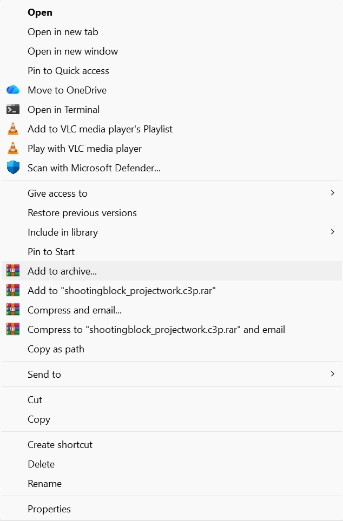 Open
Open in new tab
Open in new window
Pin to Quick access
Move to OneDrive
Open in Terminal
Add to VLC media player's Playlist
Play with VLC media player
Scan with Microsoft Defender...
Give access to
Restore previous versions
Include in library
Pin to Start
Add to archive...
Add to "shootingblock_projectwork.c3p.rar"
Compress and email...
Compress to "shootingblock_projectwork.c3p.rar" and email
Copy as path
Send to
Cut
Copy
Create shortcut
Delete
Rename
Properties